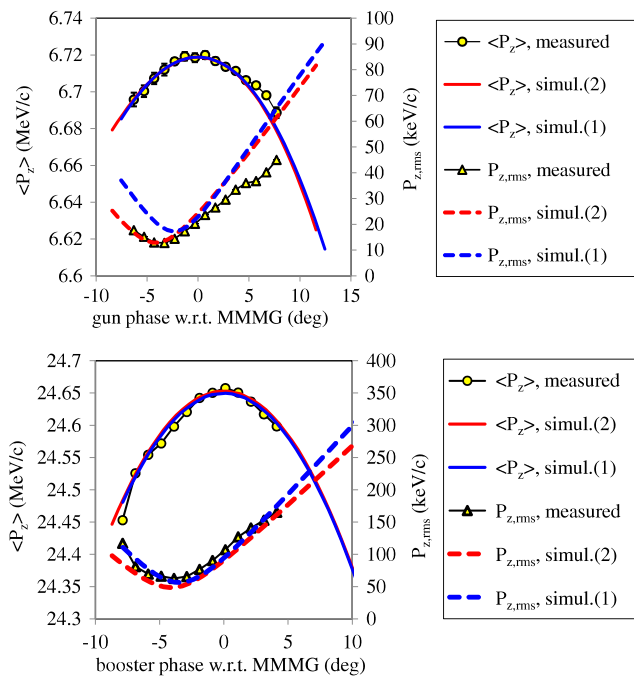 6.74
6.72
6.7
6.68
6.66
6.64
6.62
6.6
<P_z> (MeV/c)
100
90
80
70
60
50
40
30
20
10
0
P_z,rms (keV/c)
-10 -5 0 5 10 15
gun phase w.r.t. MMMG (deg)
<P_z>, measured
<P_z>, simul.(2)
<P_z>, simul.(1)
P_z,rms, measured
P_z,rms, simul.(2)
P_z,rms, simul.(1)
24.7
24.65
24.6
24.55
24.5
24.45
24.4
24.35
24.3
<P_z> (MeV/c)
400
350
300
250
200
150
100
50
0
P_z,rms (keV/c)
-10 -5 0 5 10
booster phase w.r.t. MMMG (deg)
<P_z>, measured
<P_z>, simul.(2)
<P_z>, simul.(1)
P_z,rms, measured
P_z,rms, simul.(2)
P_z,rms, simul.(1)